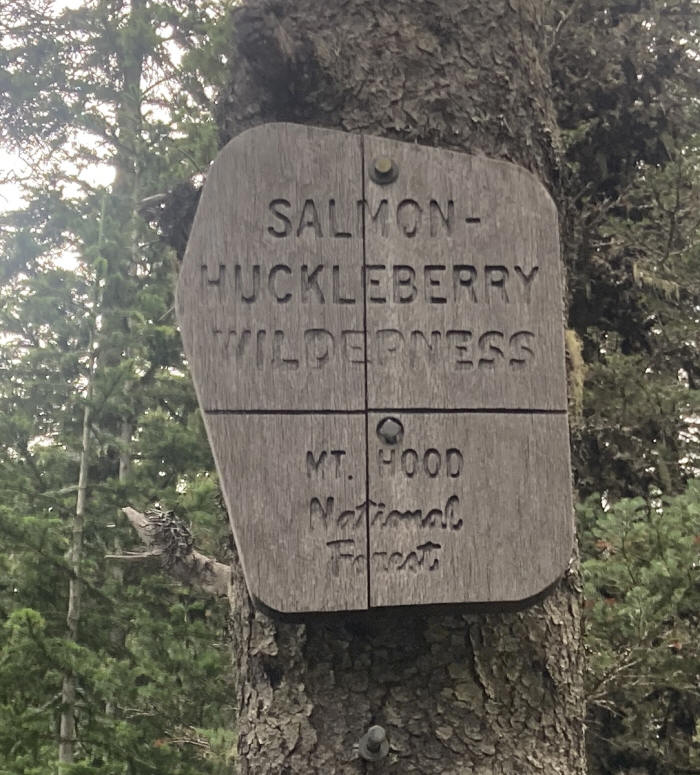 SALMON-
HUCKLEBERRY
WILDERNESS
MT. HOOD
National
Forest